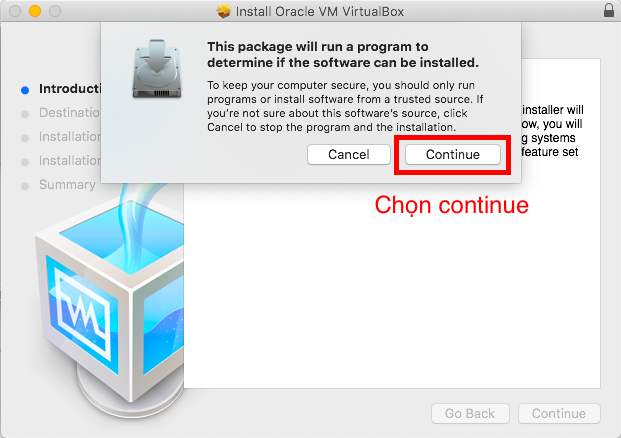 Install Oracle VM VirtualBox
This package will run a program to
determine if the software can be installed.
To keep your computer secure, you should only run
programs or install software from a trusted source. If
you're not sure about this software's source, click
Cancel to stop the program and the installation.
Cancel
Continue
Introducti
Destinatio
Installation
Installation
Summary
installer will
ow, you will
g systems
feature set
Chọn continue
Go Back
Continue